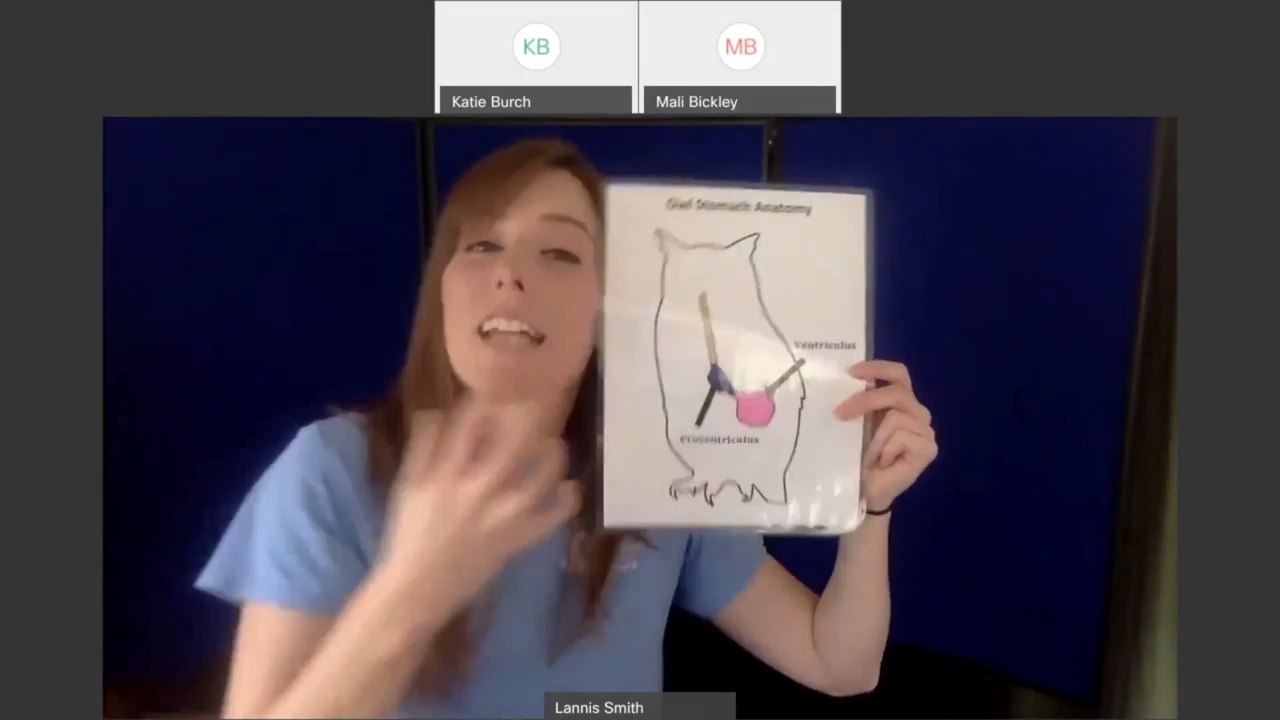 KB
MB
Katie Burch
Mali Bickley
Owl Stomach Anatomy
Ventriculus
Proventriculus
Lannis Smith